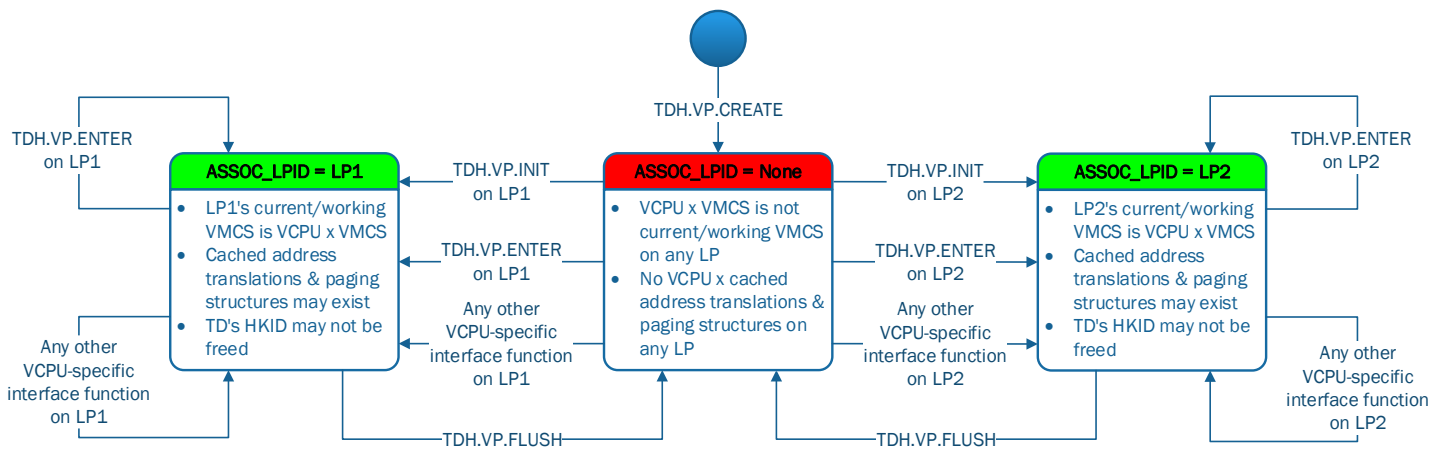 TDH.VP.CREATE
TDH.VP.ENTER
on LP1
ASSOC_LPID = LP1
• LP1's current/working
VMCS is VCPU x VMCS
• Cached address
translations & paging
structures may exist
• TD's HKID may not be
freed
Any other
VCPU-specific
interface function
on LP1
TDH.VP.INIT
on LP1
TDH.VP.ENTER
on LP1
Any other
VCPU-specific
interface function
on LP1
TDH.VP.FLUSH
ASSOC_LPID = None
• VCPU x VMCS is not
current/working VMCS
on any LP
• No VCPU x cached
address translations &
paging structures on
any LP
TDH.VP.INIT
on LP2
TDH.VP.ENTER
on LP2
Any other
VCPU-specific
interface function
on LP2
TDH.VP.FLUSH
ASSOC_LPID = LP2
• LP2's current/working
VMCS is VCPU x VMCS
• Cached address
translations & paging
structures may exist
• TD's HKID may not be
freed
TDH.VP.ENTER
on LP2
Any other
VCPU-specific
interface function
on LP2